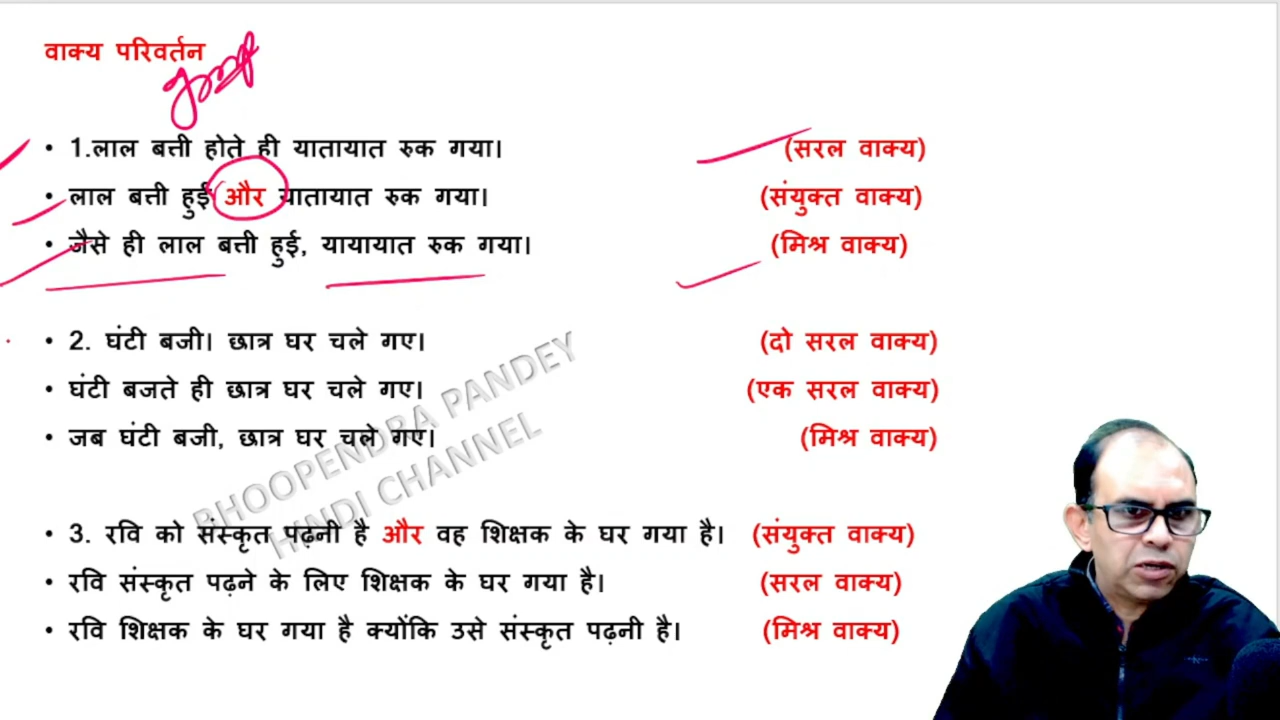 वाक्य परिवर्तन
• 1.लाल बत्ती होते ही यातायात रुक गया। (सरल वाक्य)
• लाल बत्ती हुई और यातायात रुक गया। (संयुक्त वाक्य)
• जैसे ही लाल बत्ती हुई, यायायात रुक गया। (मिश्र वाक्य)
• 2. घंटी बजी। छात्र घर चले गए। (दो सरल वाक्य)
• घंटी बजते ही छात्र घर चले गए। (एक सरल वाक्य)
• जब घंटी बजी, छात्र घर चले गए। (मिश्र वाक्य)
BHOOPENDRA PANDEY
HINDI CHANNEL
• 3. रवि को संस्कृत पढ़नी है और वह शिक्षक के घर गया है। (संयुक्त वाक्य)
• रवि संस्कृत पढ़ने के लिए शिक्षक के घर गया है। (सरल वाक्य)
• रवि शिक्षक के घर गया है क्योंकि उसे संस्कृत पढ़नी है। (मिश्र वाक्य)